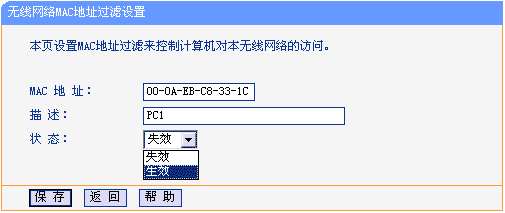 无线网络MAC地址过滤设置
本页设置MAC地址过滤来控制计算机对本无线网络的访问。
MAC 地 址： 00-0A-EB-C8-33-1C
描 述： PC1
状 态： 失效
失效
生效
保 存 返 回 帮 助